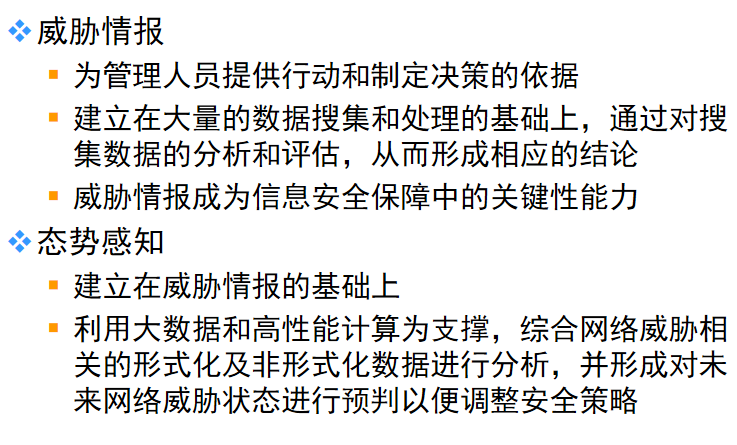 威胁情报
为管理人员提供行动和制定决策的依据
建立在大量的数据搜集和处理的基础上，通过对搜
集数据的分析和评估，从而形成相应的结论
威胁情报成为信息安全保障中的关键性能力
态势感知
建立在威胁情报的基础上
利用大数据和高性能计算为支撑，综合网络威胁相
关的形式化及非形式化数据进行分析，并形成对未
来网络威胁状态进行预判以便调整安全策略